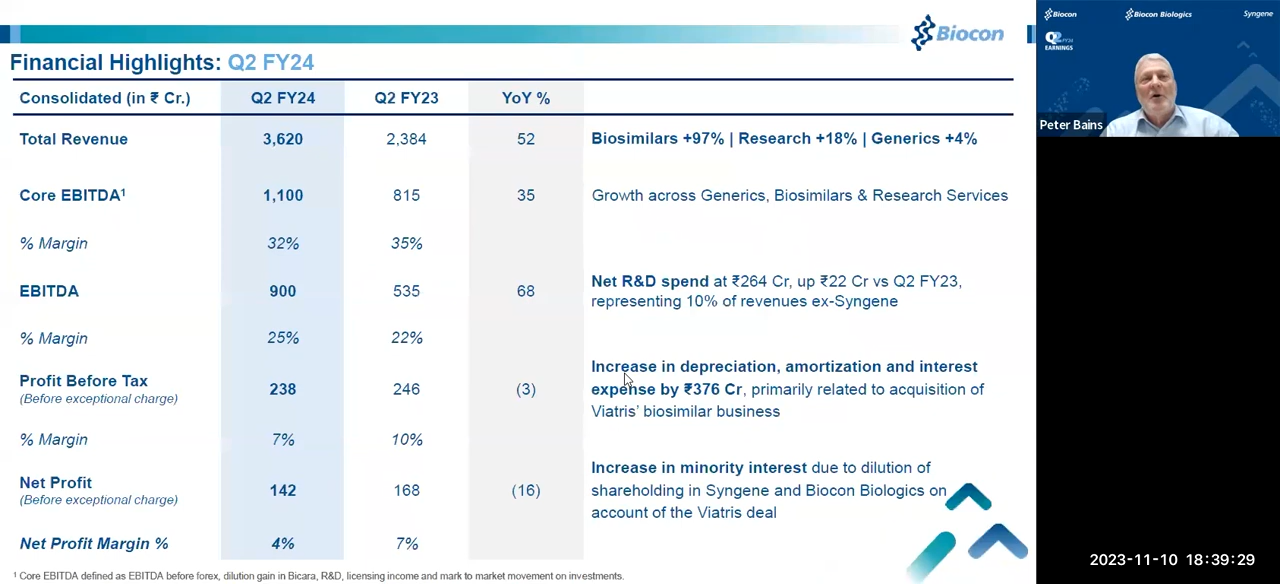 Biocon
Financial Highlights: Q2 FY24
Consolidated (in ₹ Cr.) Q2 FY24 Q2 FY23 YoY %
Total Revenue 3,620 2,384 52 Biosimilars +97% | Research +18% | Generics +4%
Core EBITDA¹ 1,100 815 35 Growth across Generics, Biosimilars & Research Services
% Margin 32% 35%
EBITDA 900 535 68 Net R&D spend at ₹264 Cr, up ₹22 Cr vs Q2 FY23,
representing 10% of revenues ex-Syngene
% Margin 25% 22%
Profit Before Tax
(Before exceptional charge) 238 246 (3) Increase in depreciation, amortization and interest
expense by ₹376 Cr, primarily related to acquisition of
Viatris' biosimilar business
% Margin 7% 10%
Net Profit
(Before exceptional charge) 142 168 (16) Increase in minority interest due to dilution of
shareholding in Syngene and Biocon Biologics on
account of the Viatris deal
Net Profit Margin % 4% 7%
¹ Core EBITDA defined as EBITDA before forex, dilution gain in Bicara, R&D, licensing income and mark to market movement on investments.
Biocon Biocon Biologics Syngene
Q2 FY24
EARNINGS
Peter Bains
2023-11-10 18:39:29